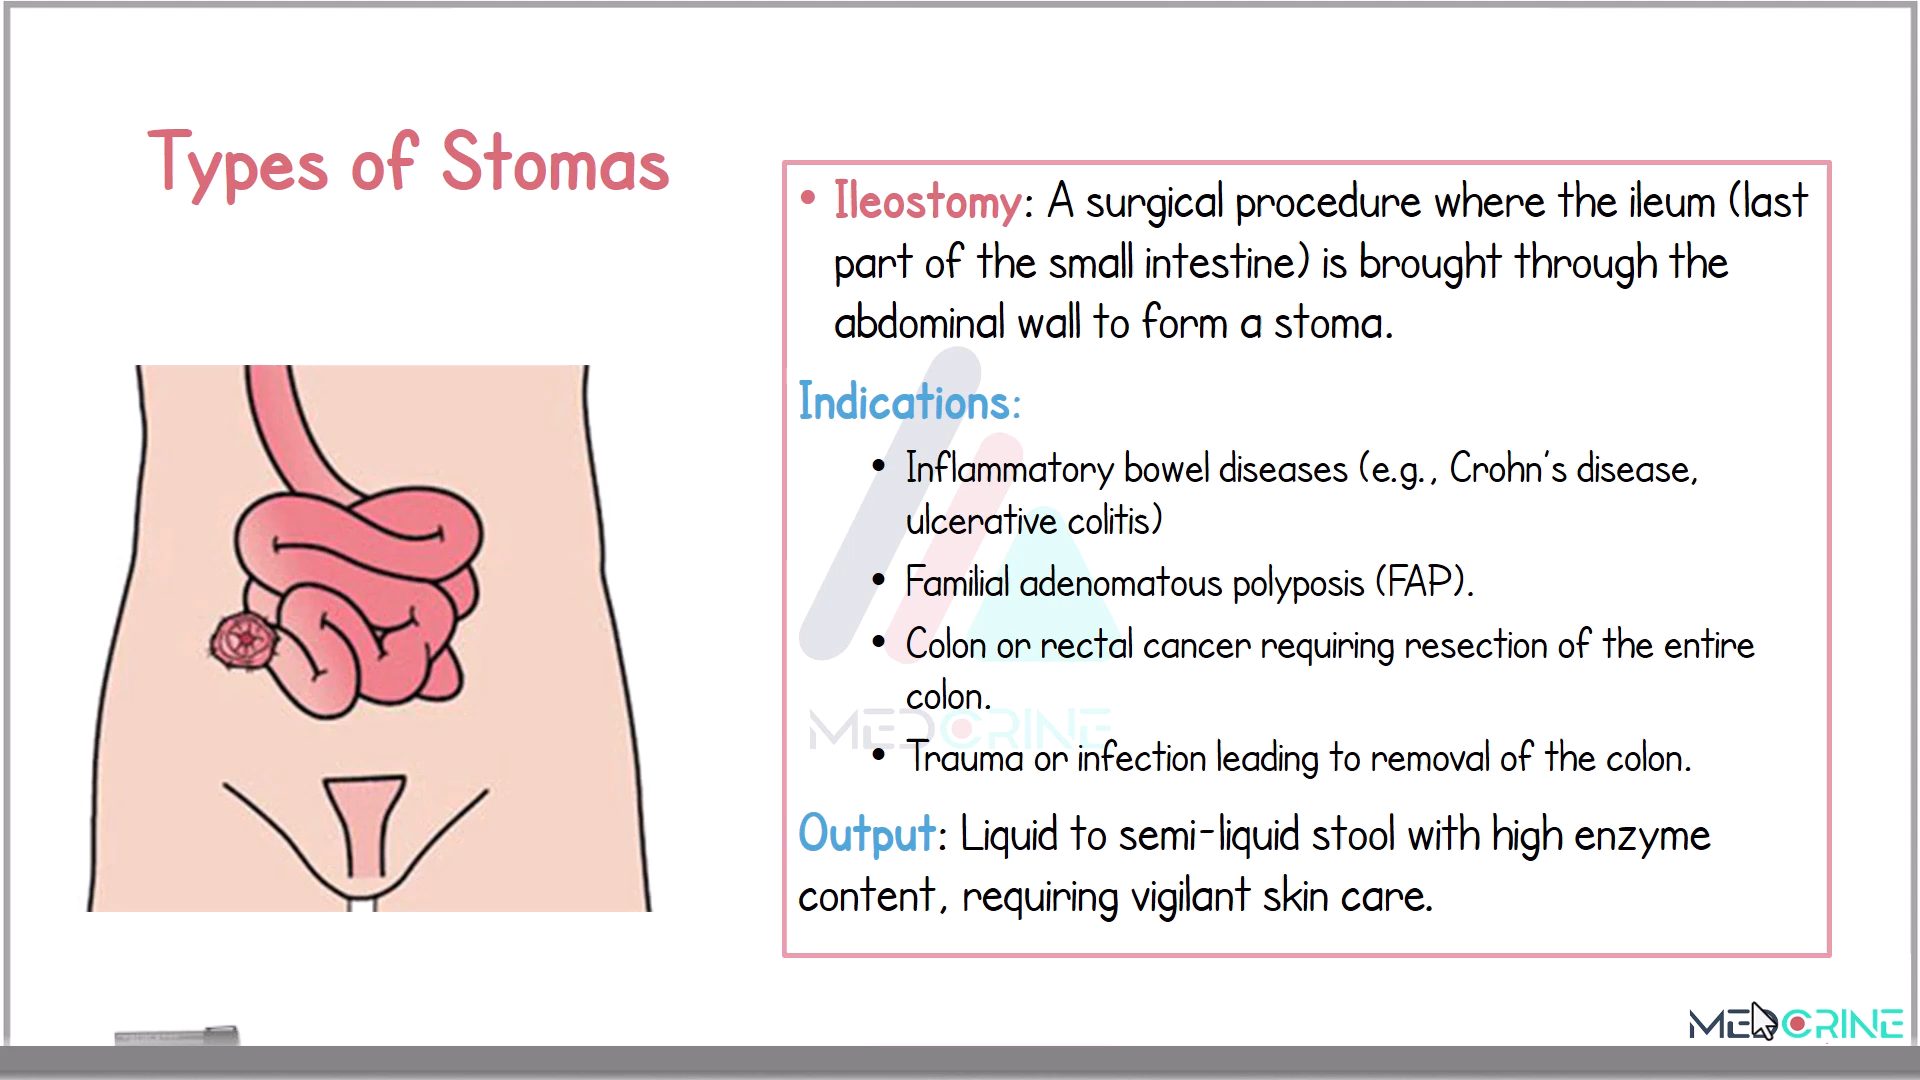 Types of Stomas
• Ileostomy: A surgical procedure where the ileum (last
part of the small intestine) is brought through the
abdominal wall to form a stoma.
Indications:
• Inflammatory bowel diseases (e.g., Crohn's disease,
ulcerative colitis)
• Familial adenomatous polyposis (FAP).
• Colon or rectal cancer requiring resection of the entire
colon.
• Trauma or infection leading to removal of the colon.
Output: Liquid to semi-liquid stool with high enzyme
content, requiring vigilant skin care.
MEDCRINE
MEDCRINE